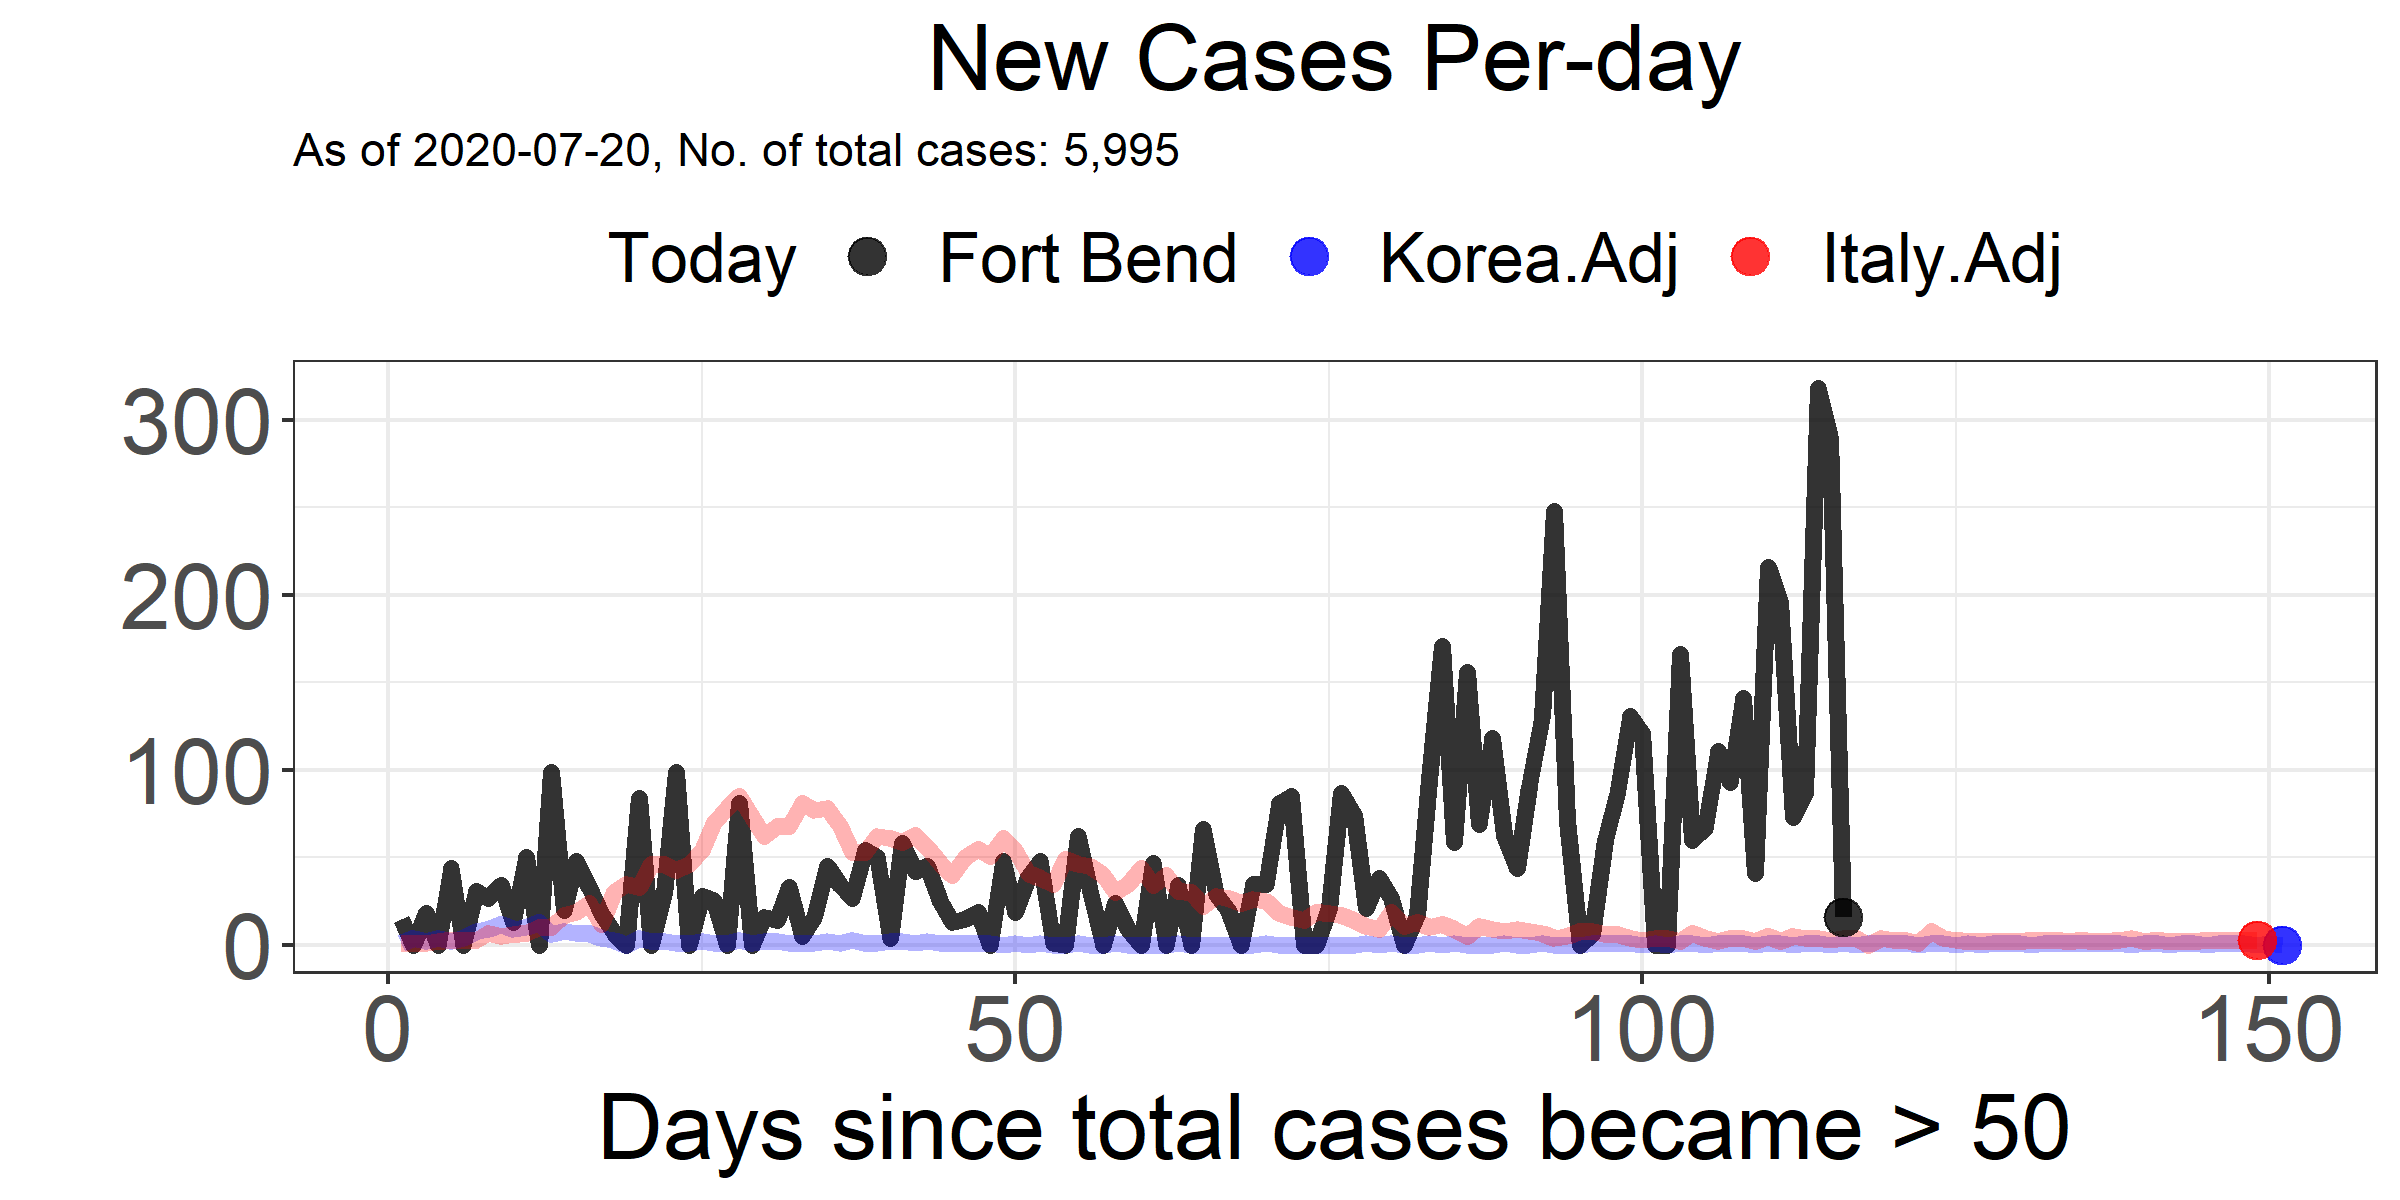 New Cases Per-day
As of 2020-07-20, No. of total cases: 5,995
Today Fort Bend Korea.Adj Italy.Adj
300
200
100
0
0 50 100 150
Days since total cases became > 50